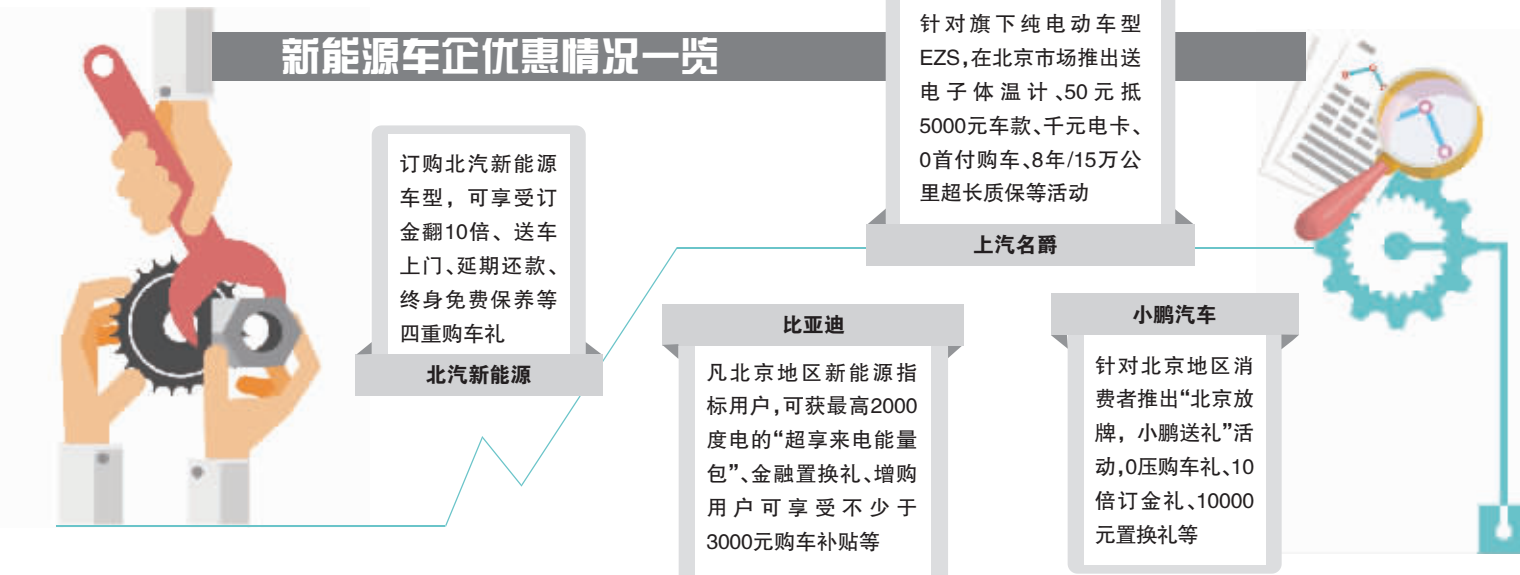 新能源车企优惠情况一览
订购北汽新能源
车型，可享受订
金翻10倍、送车
上门、延期还款、
终身免费保养等
四重购车礼
北汽新能源
凡北京地区新能源指
标用户，可获最高2000
度电的“超享来电能量
包”、金融置换礼、增购
用户可享受不少于
3000元购车补贴等
比亚迪
针对旗下纯电动车型
EZS，在北京市场推出送
电子体温计、50元抵
5000元车款、千元电卡、
0首付购车、8年/15万公
里超长质保等活动
上汽名爵
小鹏汽车
针对北京地区消
费者推出“北京放
牌，小鹏送礼”活
动，0压购车礼、10
倍订金礼、10000
元置换礼等